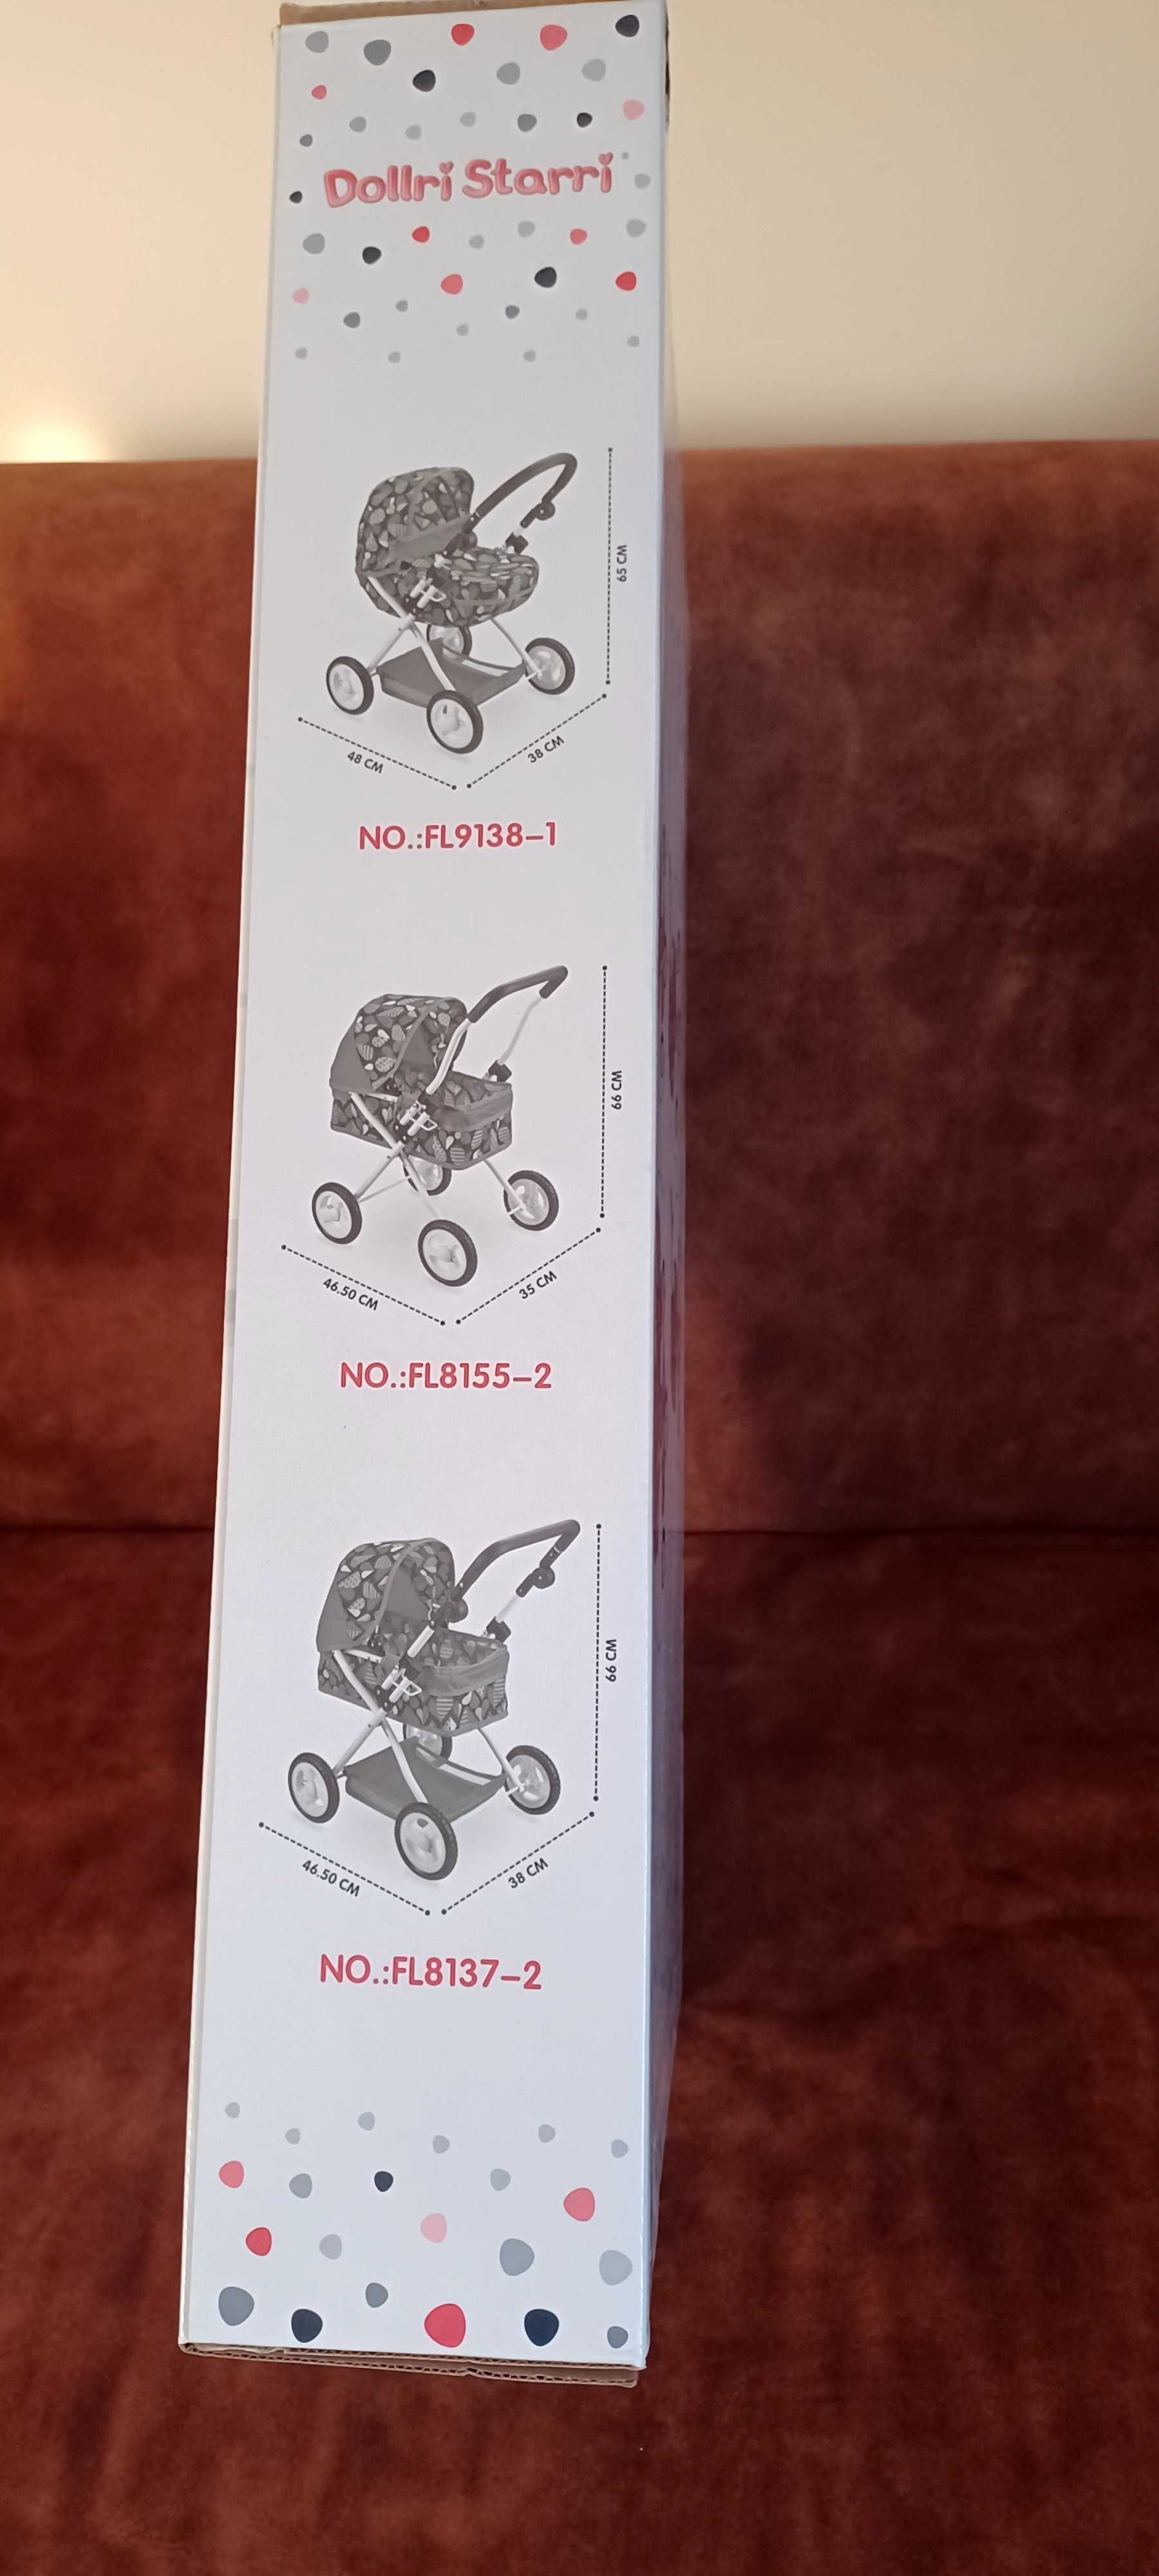 Dollri Starri
65 CM
48 CM
38 CM
NO.:FL9138-1
66 CM
46.50 CM
35 CM
NO.:FL8155-2
66 CM
46.50 CM
38 CM
NO.:FL8137-2